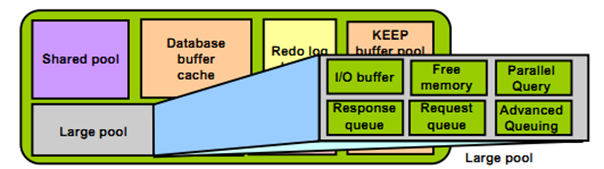 Shared pool
Database
buffer
cache
Redo log
KEEP
buffer pool
Large pool
I/O buffer
Free
memory
Parallel
Query
Response
queue
Request
queue
Advanced
Queuing
Large pool